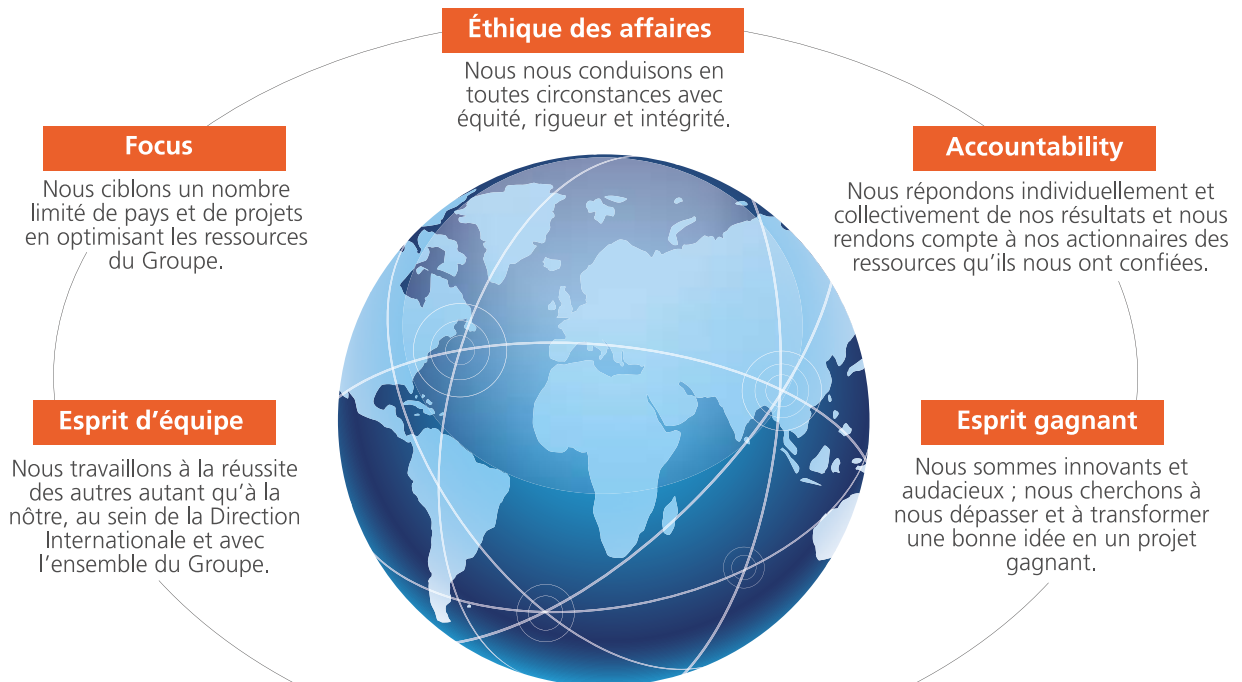 Éthique des affaires
Nous nous conduisons en
toutes circonstances avec
équité, rigueur et intégrité.
Focus
Nous ciblons un nombre
limité de pays et de projets
en optimisant les ressources
du Groupe.
Accountability
Nous répondons individuellement et
collectivement de nos résultats et nous
rendons compte à nos actionnaires des
ressources qu’ils nous ont confiées.
Esprit d’équipe
Nous travaillons à la réussite
des autres autant qu’à la
nôtre, au sein de la Direction
Internationale et avec
l’ensemble du Groupe.
Esprit gagnant
Nous sommes innovants et
audacieux ; nous cherchons à
nous dépasser et à transformer
une bonne idée en un projet
gagnant.